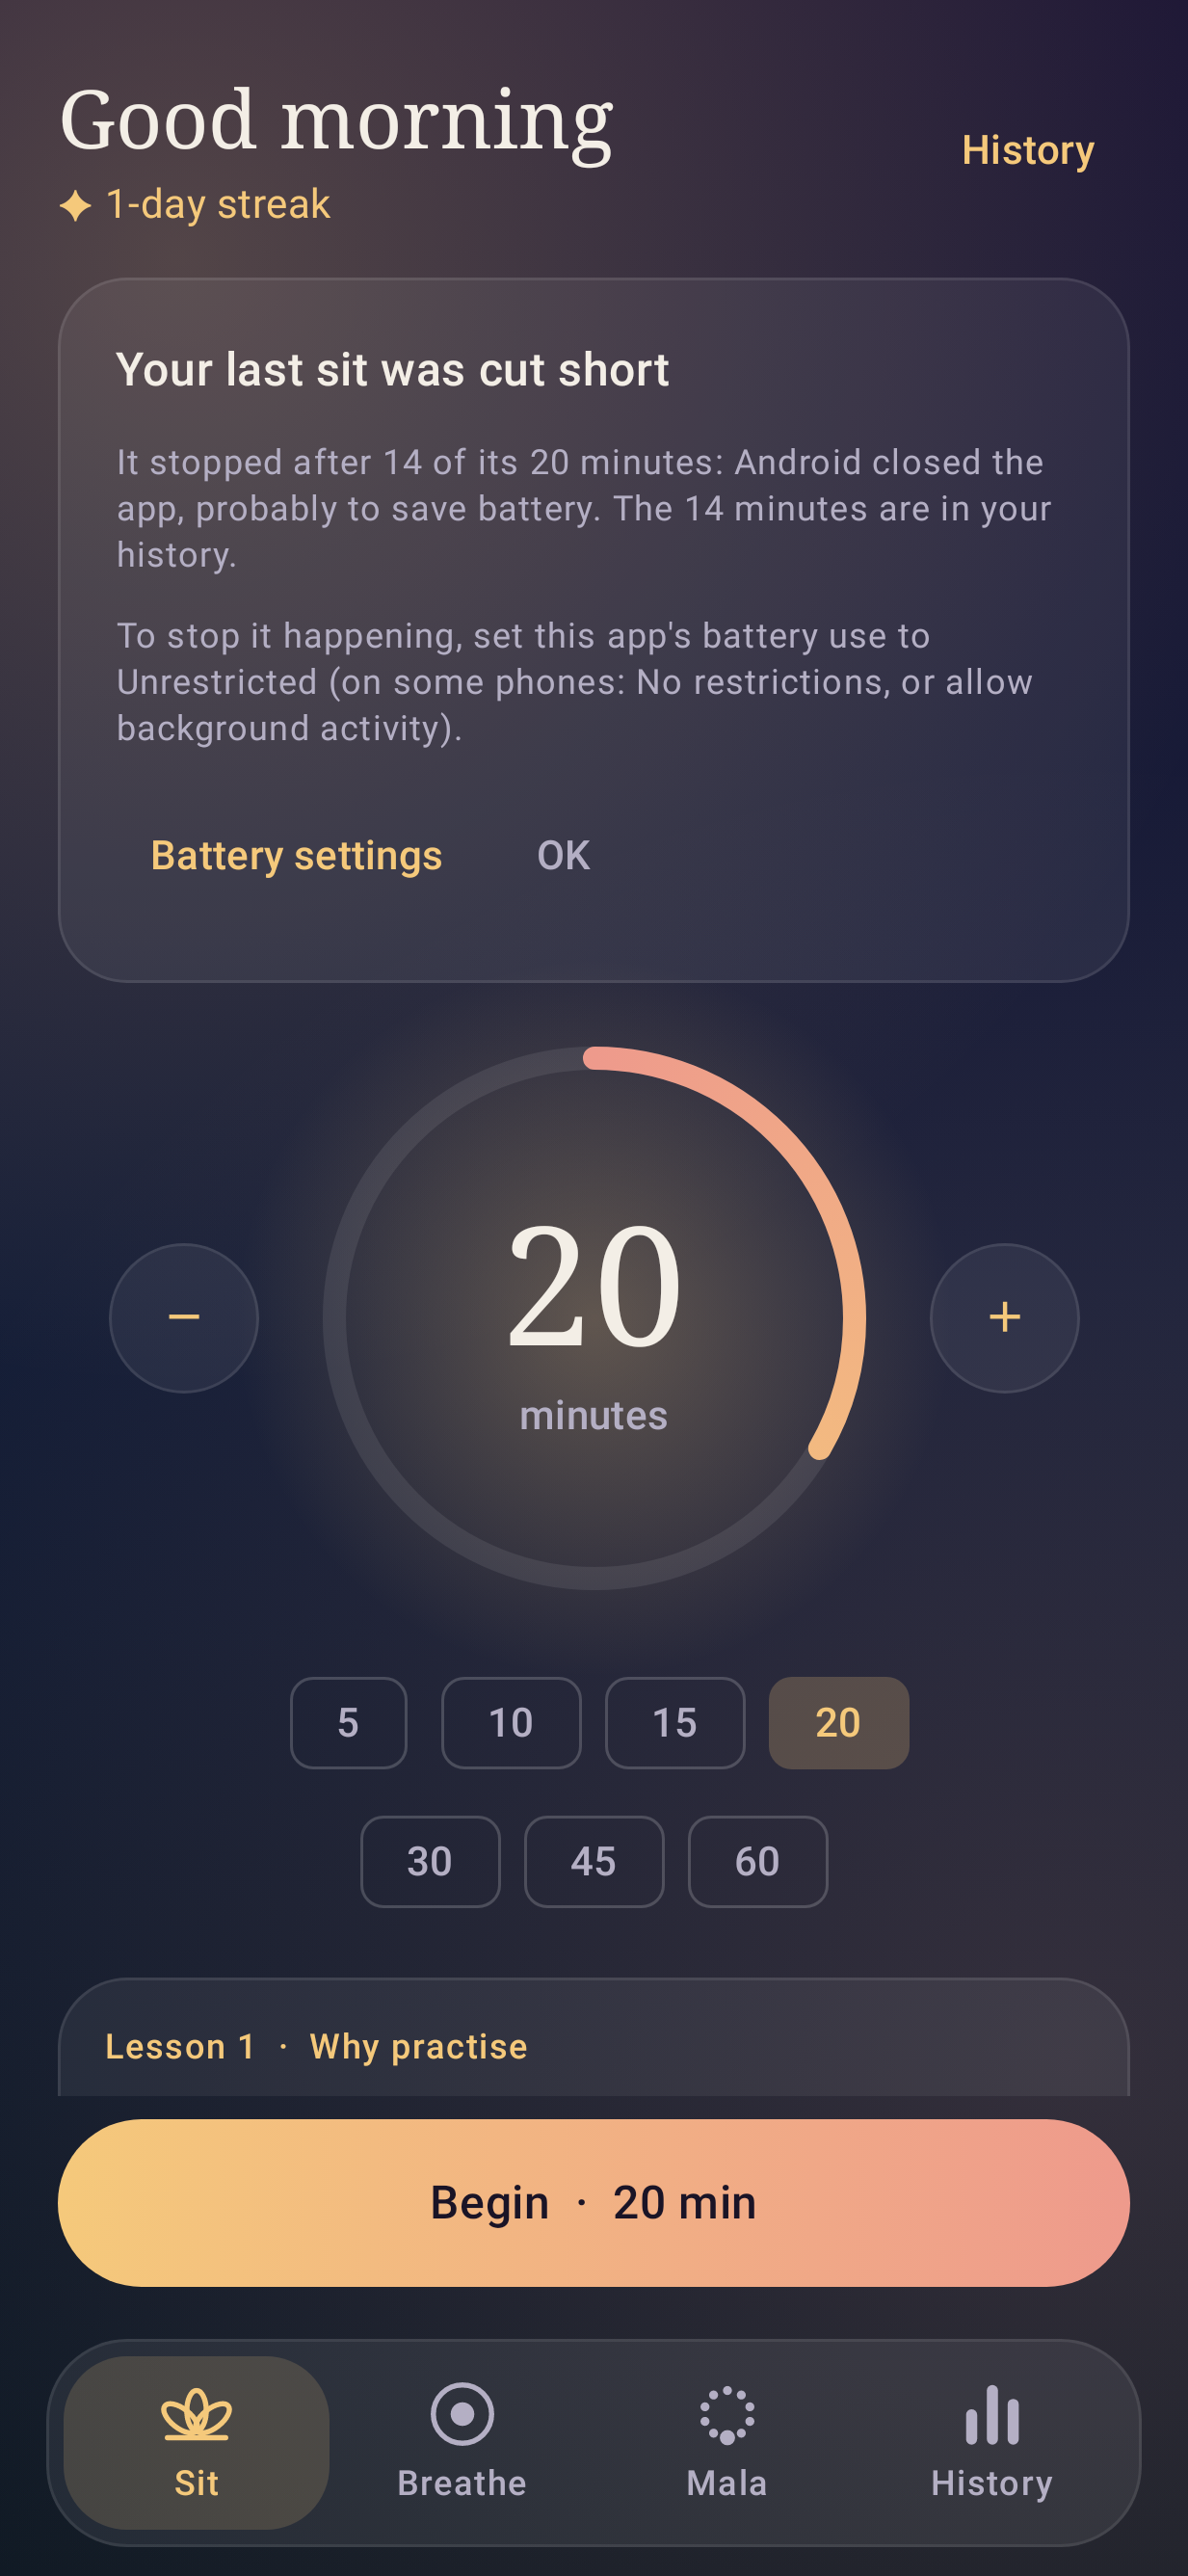 Good morning
History
1-day streak
Your last sit was cut short
It stopped after 14 of its 20 minutes: Android closed the
app, probably to save battery. The 14 minutes are in your
history.
To stop it happening, set this app's battery use to
Unrestricted (on some phones: No restrictions, or allow
background activity).
Battery settings OK
20
minutes
− +
5 10 15 20
30 45 60
Lesson 1 · Why practise
Begin · 20 min
Sit Breathe Mala History